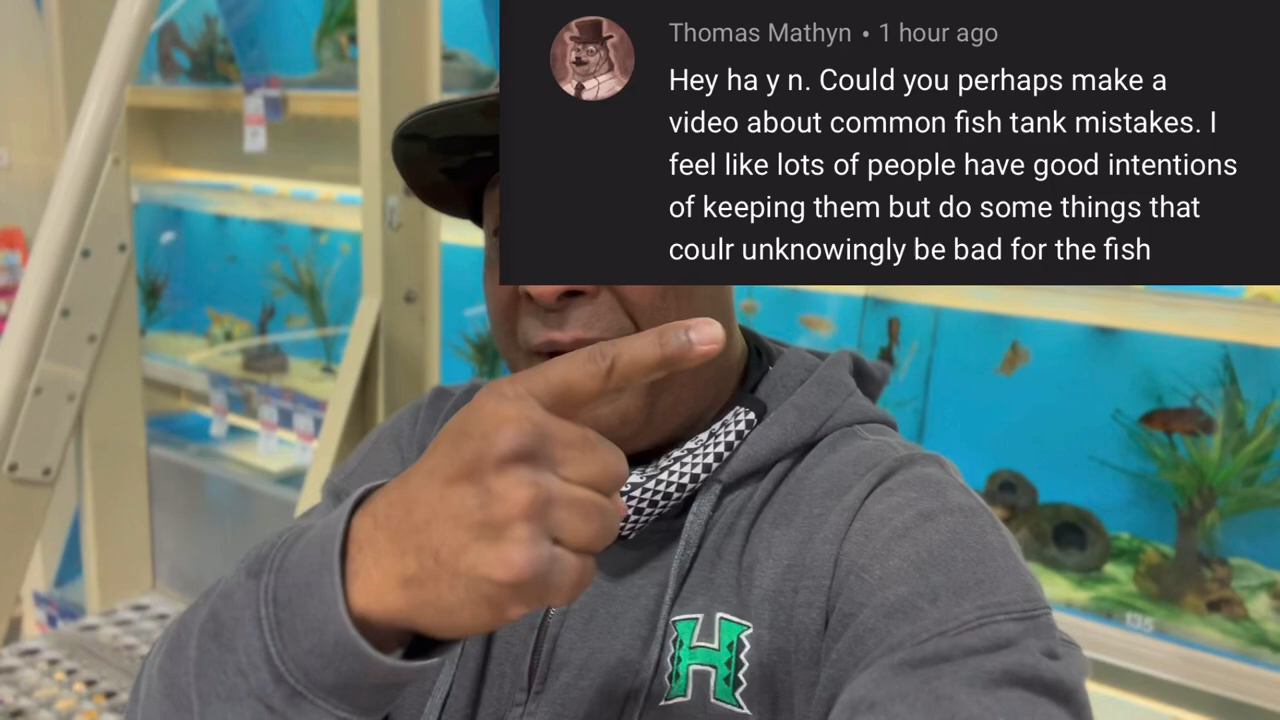 Thomas Mathyn • 1 hour ago
Hey ha y n. Could you perhaps make a
video about common fish tank mistakes. I
feel like lots of people have good intentions
of keeping them but do some things that
coulr unknowingly be bad for the fish
H
135